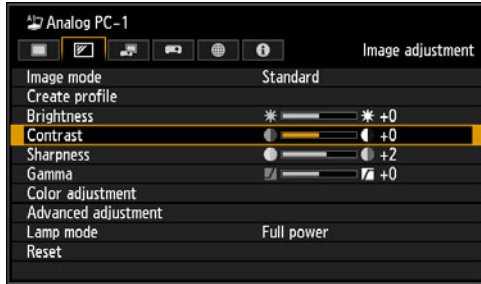 Analog PC-1
Image adjustment
Image mode Standard
Create profile
Brightness +0
Contrast +0
Sharpness +2
Gamma +0
Color adjustment
Advanced adjustment
Lamp mode Full power
Reset